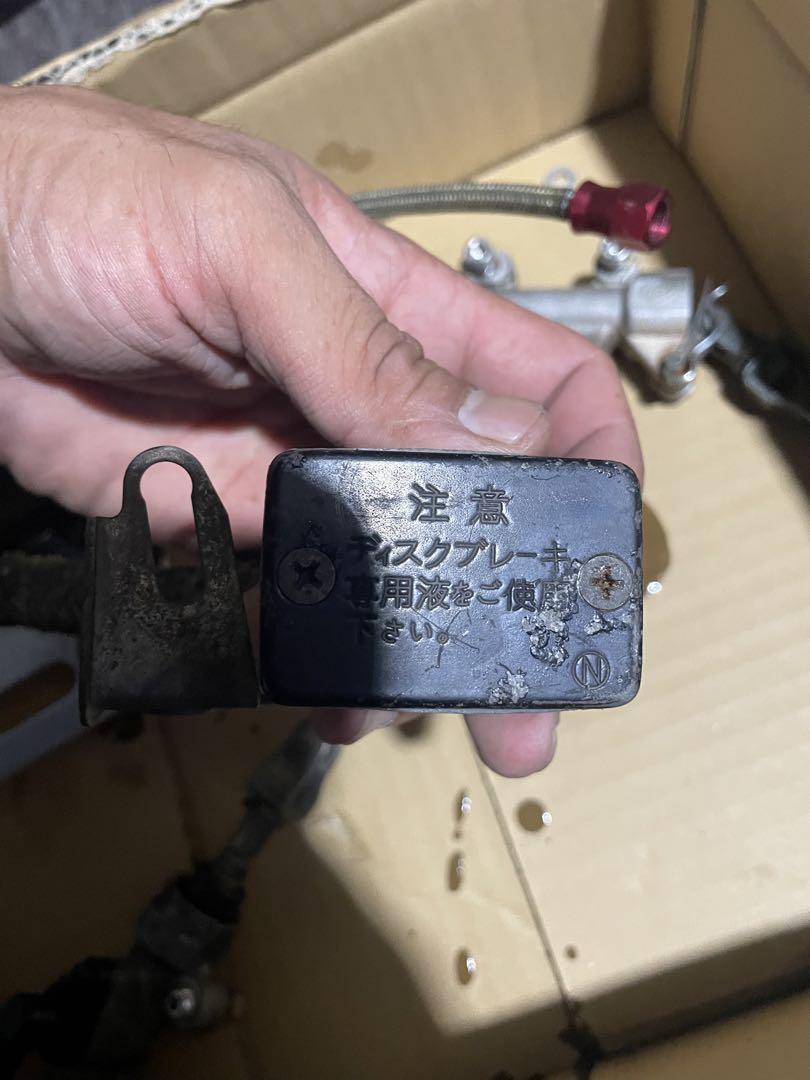 注意
ディスクブレーキ
専用液をご使用
下さい。
N